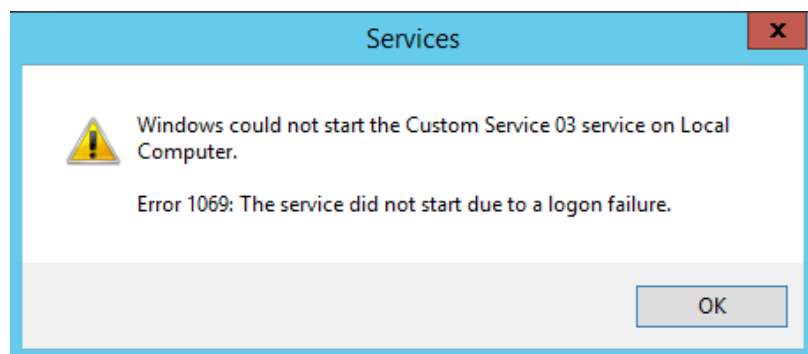 Services
x
Windows could not start the Custom Service 03 service on Local
Computer.
Error 1069: The service did not start due to a logon failure.
OK